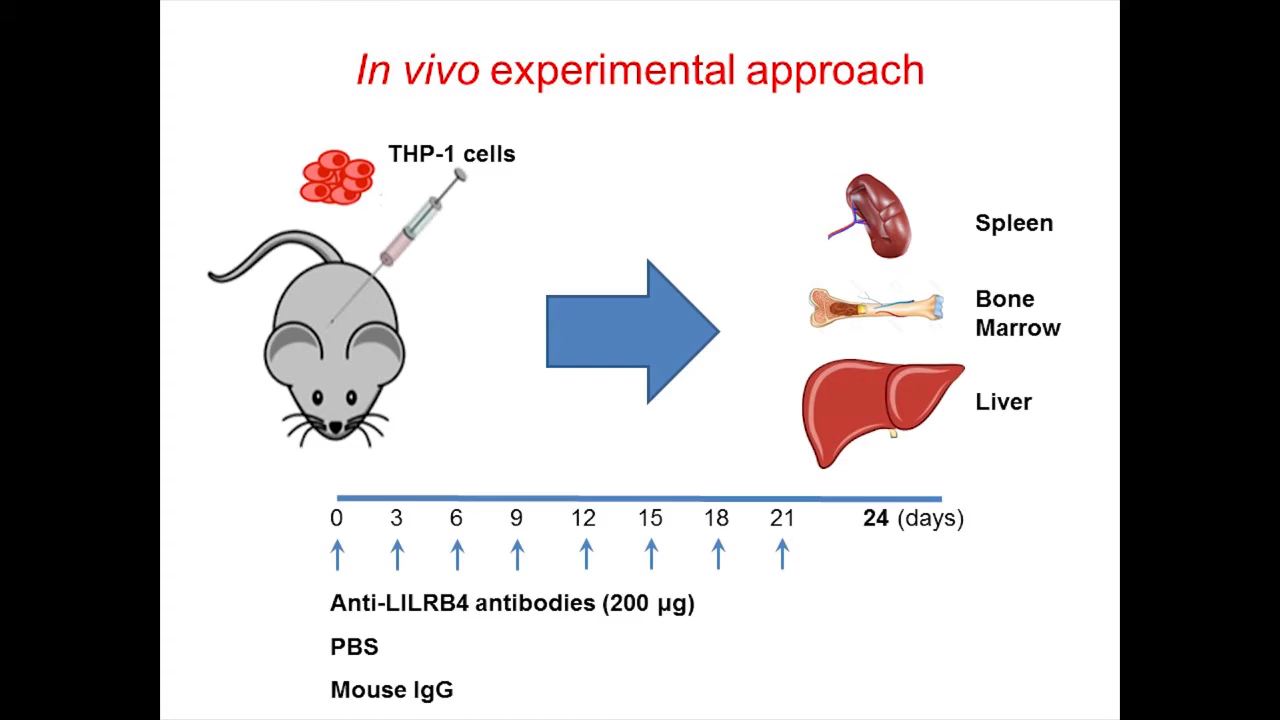 In vivo experimental approach
THP-1 cells
Spleen
Bone
Marrow
Liver
0 3 6 9 12 15 18 21 24 (days)
Anti-LILRB4 antibodies (200 µg)
PBS
Mouse IgG